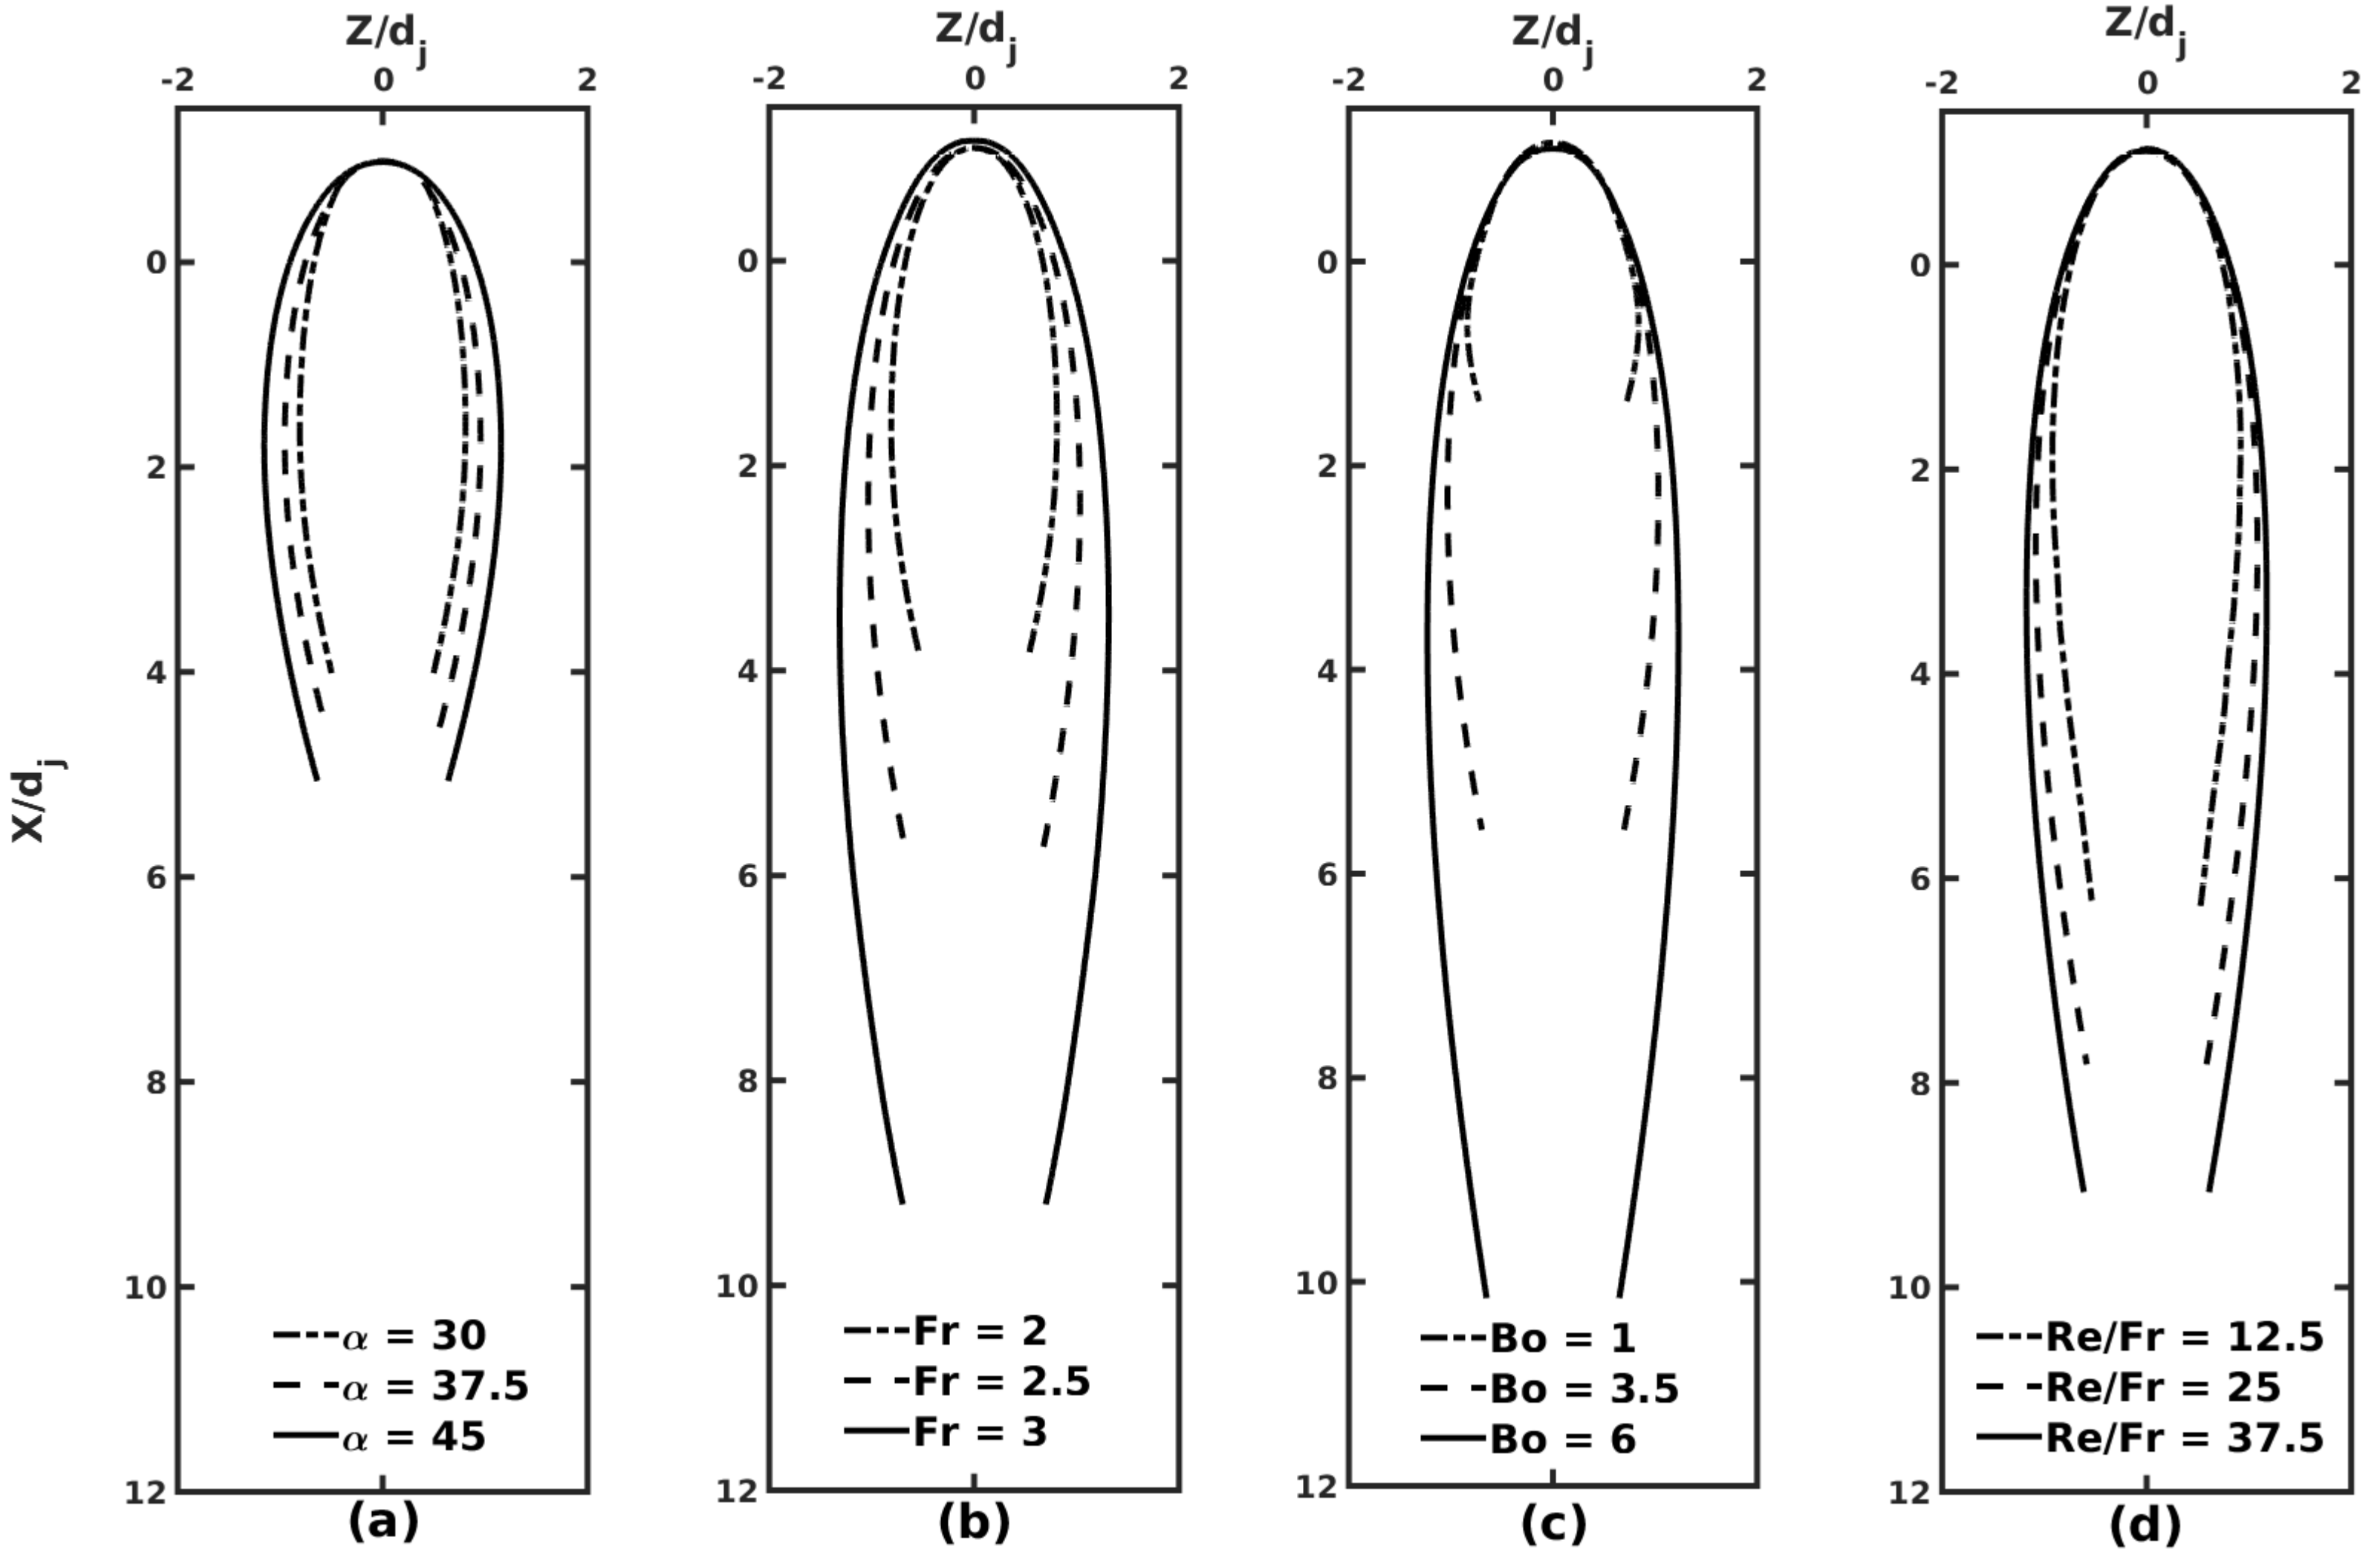 Z/dj
-2 0 2
0
2
4
6
8
10
12
X/dj
α = 30
α = 37.5
α = 45
(a)
Z/dj
-2 0 2
0
2
4
6
8
10
12
Fr = 2
Fr = 2.5
Fr = 3
(b)
Z/dj
-2 0 2
0
2
4
6
8
10
12
Bo = 1
Bo = 3.5
Bo = 6
(c)
Z/dj
-2 0 2
0
2
4
6
8
10
12
Re/Fr = 12.5
Re/Fr = 25
Re/Fr = 37.5
(d)